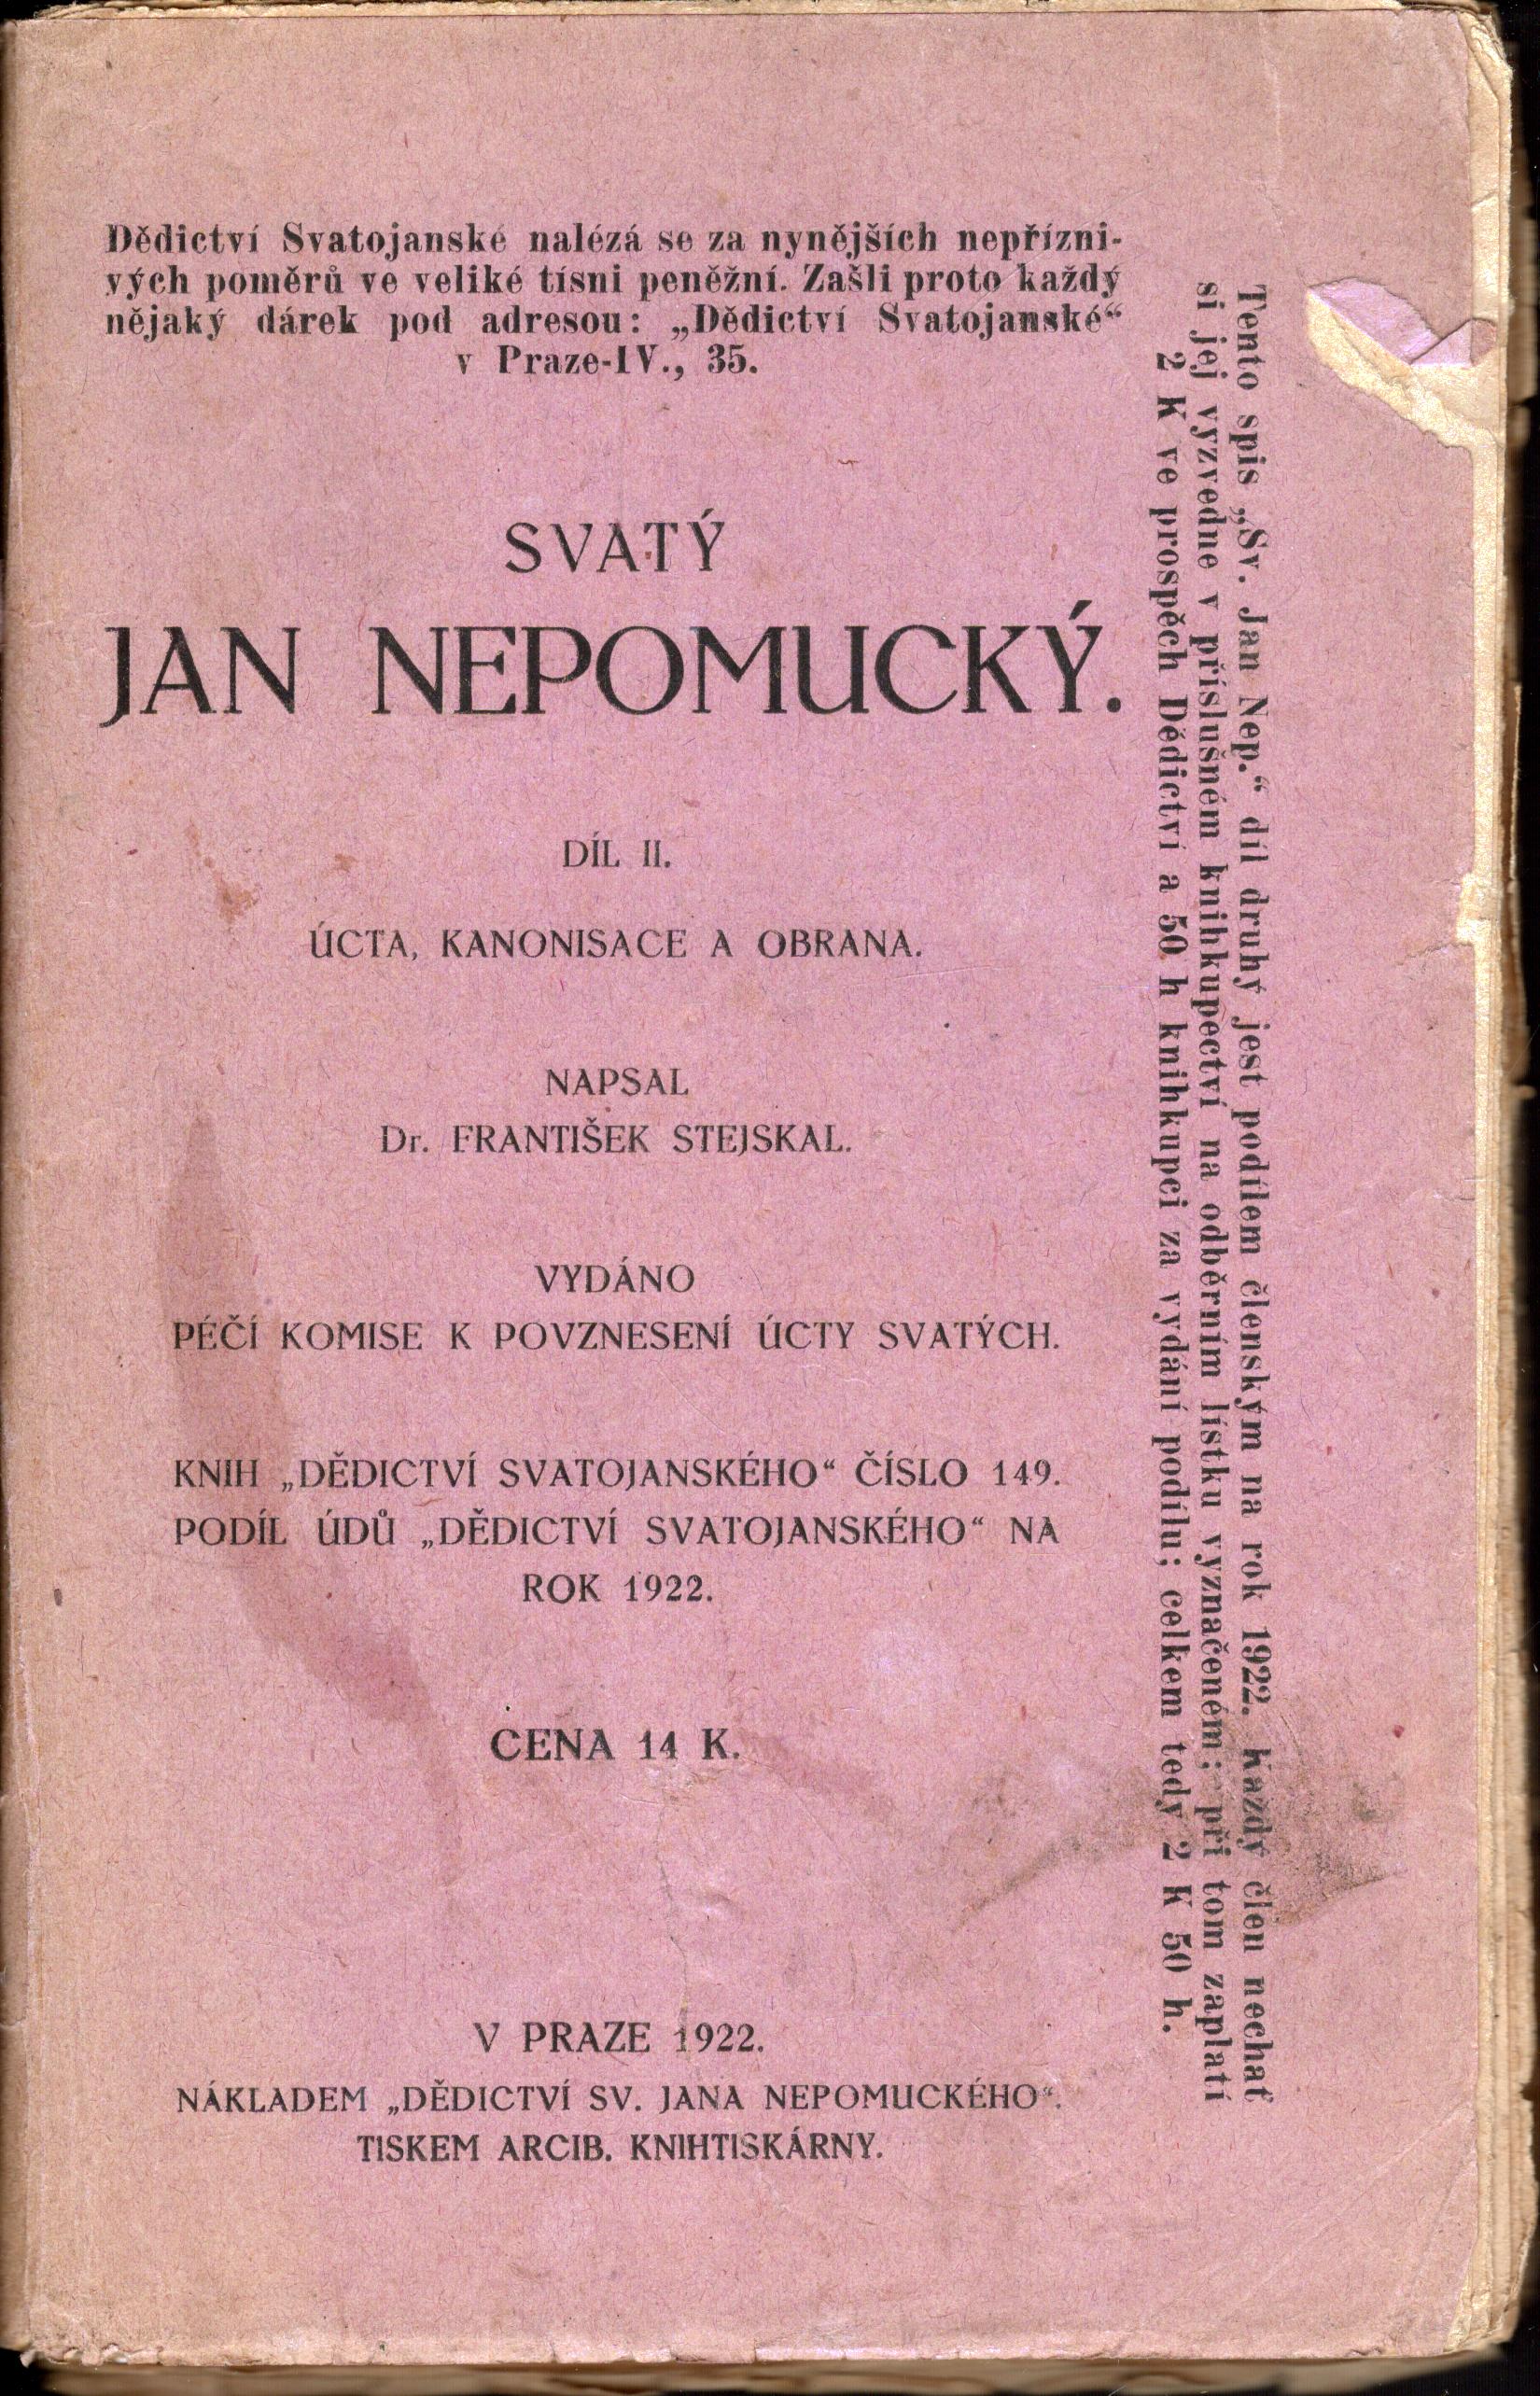 Dědictví Svatojanské nalézá se za nynějších nepřízni-
vých poměrů ve veliké tísni peněžní. Zašli proto každý
nějaký dárek pod adresou: „Dědictví Svatojanské“
v Praze-IV., 35.
SVATÝ
JAN NEPOMUCKÝ.
DÍL II.
ÚCTA, KANONISACE A OBRANA.
NAPSAL
Dr. FRANTIŠEK STEJSKAL.
VYDÁNO
PÉČÍ KOMISE K POVZNESENÍ ÚCTY SVATÝCH.
KNIH „DĚDICTVÍ SVATOJANSKÉHO“ ČÍSLO 149.
PODÍL ÚDŮ „DĚDICTVÍ SVATOJANSKÉHO“ NA
ROK 1922.
CENA 14 K.
V PRAZE 1922.
NÁKLADEM „DĚDICTVÍ SV. JANA NEPOMUCKÉHO“.
TISKEM ARCIB. KNIHTISKÁRNY.
Tento spis „Sv. Jan Nep.“ díl druhý jest podílem členským na rok 1922. Každý člen nechať
si jej vyzvedne v příslušném knihkupectví na odběrním lístku vyznačeném; při tom zaplatí
2 K ve prospěch Dědictví a 50 h knihkupci za vydání podílu; celkem tedy 2 K 50 h.